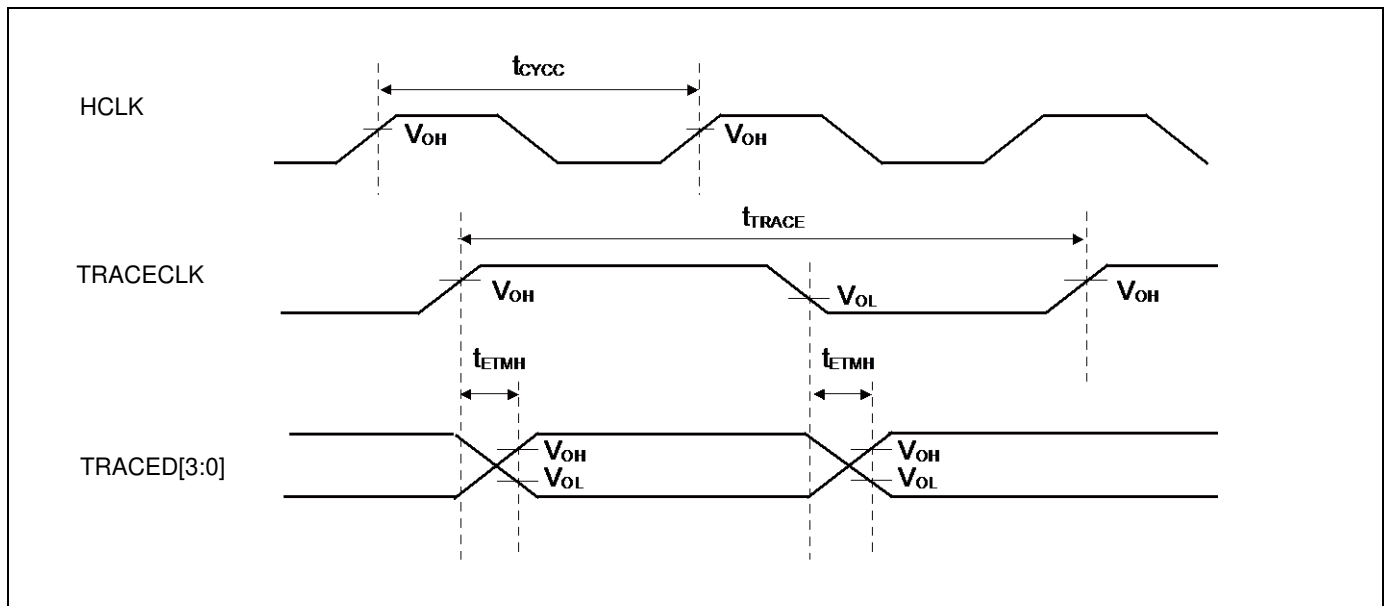 tCYCC
HCLK
VOH VOH
tTRACE
TRACECLK
VOH VOL VOH
tETMH tETMH
TRACED[3:0]
VOH VOH
VOL VOL